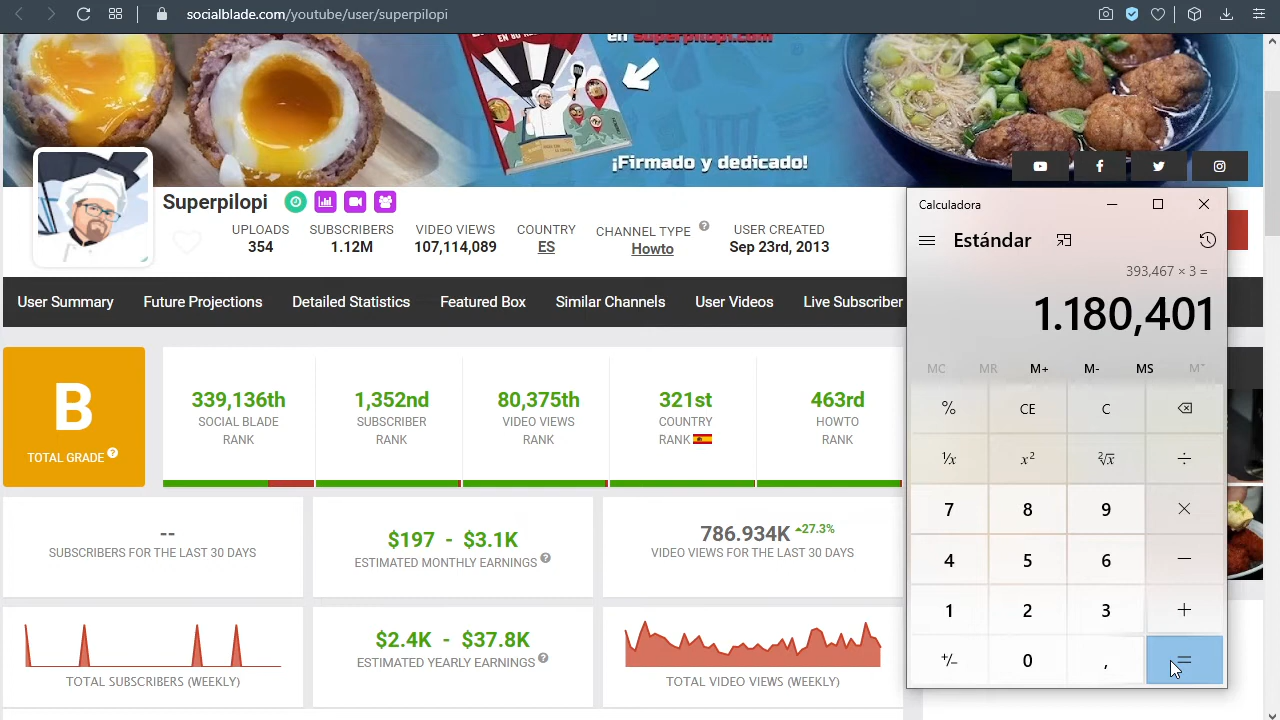 socialblade.com/youtube/user/superpilopi
en superpilopi.com
¡Firmado y dedicado!
Superpilopi
UPLOADS
354
SUBSCRIBERS
1.12M
VIDEO VIEWS
107,114,089
COUNTRY
ES
CHANNEL TYPE ?
Howto
USER CREATED
Sep 23rd, 2013
User Summary
Future Projections
Detailed Statistics
Featured Box
Similar Channels
User Videos
Live Subscriber
B
TOTAL GRADE ?
339,136th
SOCIAL BLADE
RANK
1,352nd
SUBSCRIBER
RANK
80,375th
VIDEO VIEWS
RANK
321st
COUNTRY
RANK
463rd
HOWTO
RANK
--
SUBSCRIBERS FOR THE LAST 30 DAYS
$197 - $3.1K
ESTIMATED MONTHLY EARNINGS ?
786.934K 27.3%
VIDEO VIEWS FOR THE LAST 30 DAYS
TOTAL SUBSCRIBERS (WEEKLY)
$2.4K - $37.8K
ESTIMATED YEARLY EARNINGS ?
TOTAL VIDEO VIEWS (WEEKLY)
Calculadora
Estándar
393,467 × 3 =
1.180,401
MC MR M+ M- MS M˅
% CE C
¹/x x² ²√x ÷
7 8 9 ×
4 5 6 −
1 2 3 +
+/− 0 , =